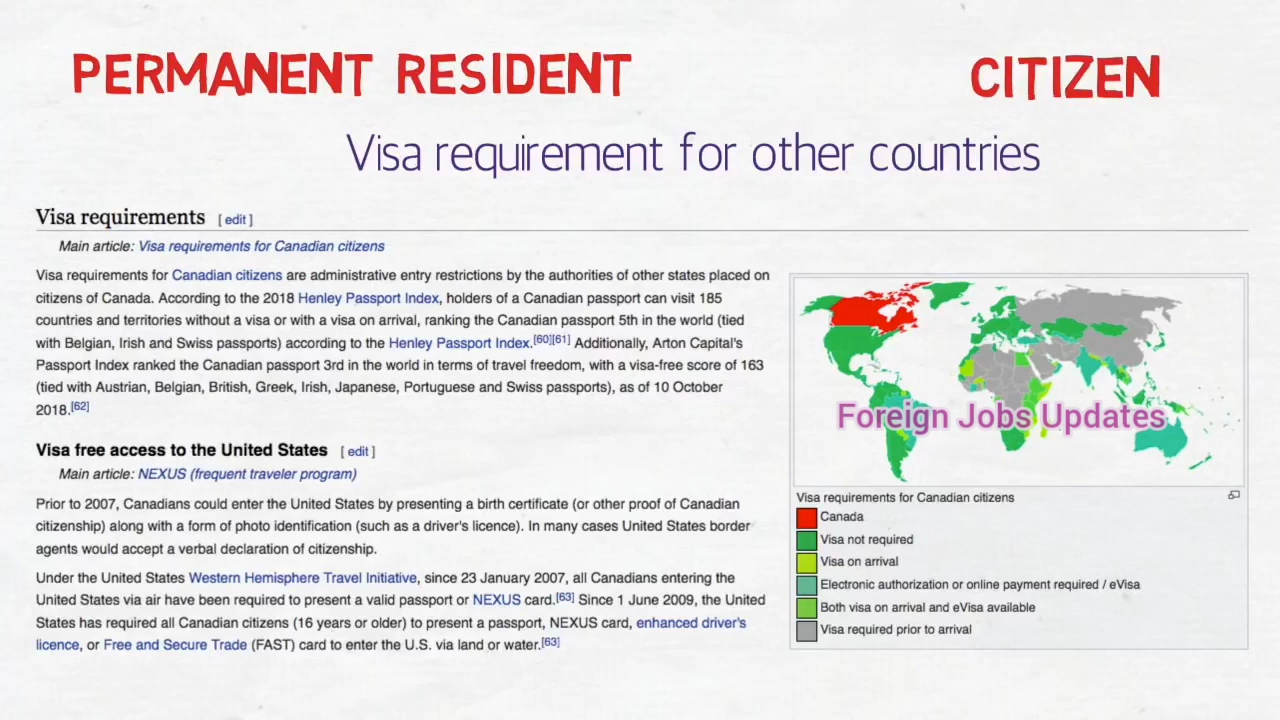 PERMANENT RESIDENT
CITIZEN
Visa requirement for other countries
Visa requirements [ edit ]
Main article: Visa requirements for Canadian citizens
Visa requirements for Canadian citizens are administrative entry restrictions by the authorities of other states placed on
citizens of Canada. According to the 2018 Henley Passport Index, holders of a Canadian passport can visit 185
countries and territories without a visa or with a visa on arrival, ranking the Canadian passport 5th in the world (tied
with Belgian, Irish and Swiss passports) according to the Henley Passport Index.[60][61] Additionally, Arton Capital's
Passport Index ranked the Canadian passport 3rd in the world in terms of travel freedom, with a visa-free score of 163
(tied with Austrian, Belgian, British, Greek, Irish, Japanese, Portuguese and Swiss passports), as of 10 October
2018.[62]
Visa free access to the United States [ edit ]
Main article: NEXUS (frequent traveler program)
Prior to 2007, Canadians could enter the United States by presenting a birth certificate (or other proof of Canadian
citizenship) along with a form of photo identification (such as a driver's licence). In many cases United States border
agents would accept a verbal declaration of citizenship.
Under the United States Western Hemisphere Travel Initiative, since 23 January 2007, all Canadians entering the
United States via air have been required to present a valid passport or NEXUS card.[63] Since 1 June 2009, the United
States has required all Canadian citizens (16 years or older) to present a passport, NEXUS card, enhanced driver's
licence, or Free and Secure Trade (FAST) card to enter the U.S. via land or water.[63]
Foreign Jobs Updates
Visa requirements for Canadian citizens
Canada
Visa not required
Visa on arrival
Electronic authorization or online payment required / eVisa
Both visa on arrival and eVisa available
Visa required prior to arrival